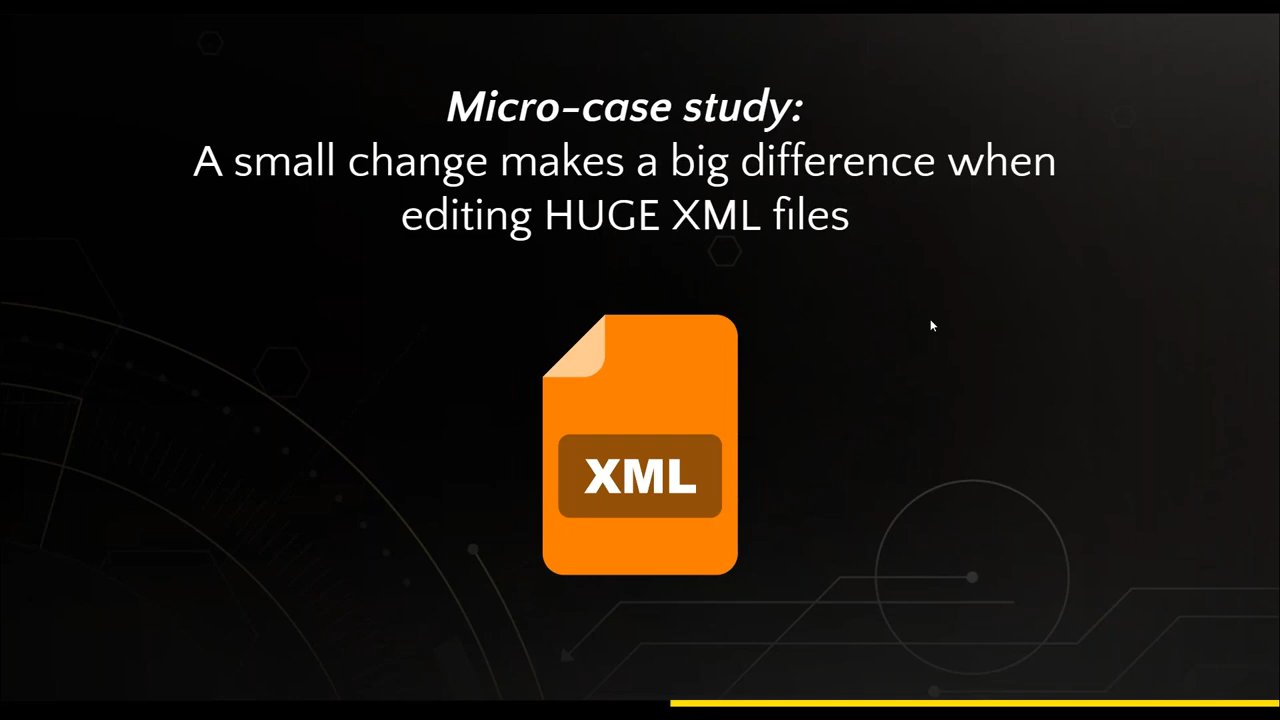 Micro-case study:
A small change makes a big difference when
editing HUGE XML files
XML